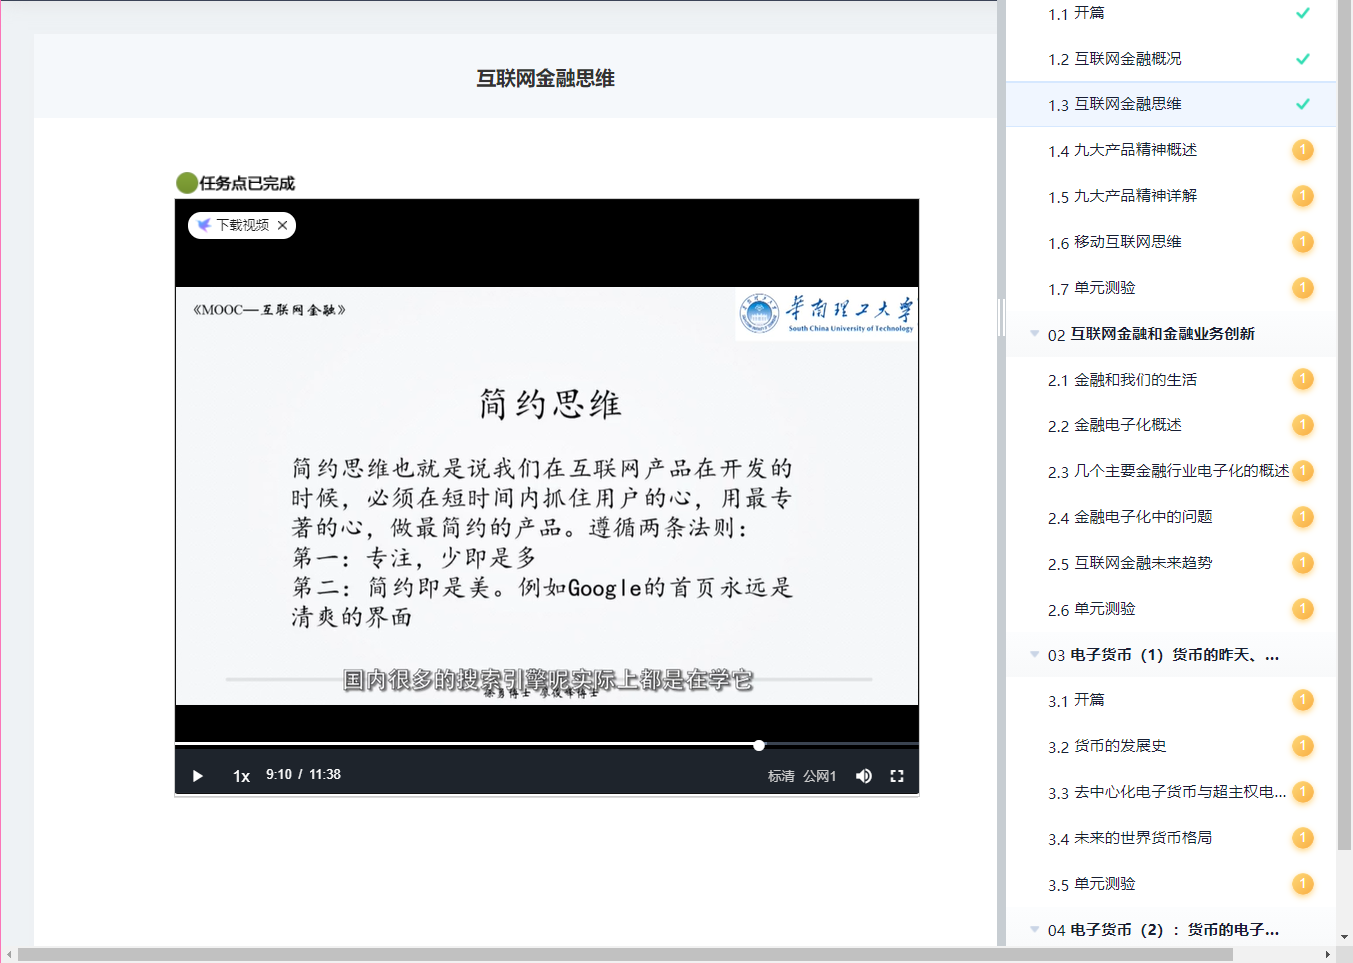 互联网金融思维
任务点已完成
下载视频
《MOOC—互联网金融》
华南理工大学
South China University of Technology
简约思维
简约思维也就是说我们在互联网产品在开发的
时候，必须在短时间内抓住用户的心，用最专
著的心，做最简约的产品。遵循两条法则：
第一：专注，少即是多
第二：简约即是美。例如Google的首页永远是
清爽的界面
国内很多的搜索引擎呢实际上都是在学它
1x
9:10 / 11:38
标清 公网1
1.1 开篇
1.2 互联网金融概况
1.3 互联网金融思维
1.4 九大产品精神概述 1
1.5 九大产品精神详解 1
1.6 移动互联网思维 1
1.7 单元测验 1
02 互联网金融和金融业务创新
2.1 金融和我们的生活 1
2.2 金融电子化概述 1
2.3 几个主要金融行业电子化的概述 1
2.4 金融电子化中的问题 1
2.5 互联网金融未来趋势 1
2.6 单元测验 1
03 电子货币（1）货币的昨天、...
3.1 开篇 1
3.2 货币的发展史 1
3.3 去中心化电子货币与超主权电... 1
3.4 未来的世界货币格局 1
3.5 单元测验 1
04 电子货币（2）：货币的电子...